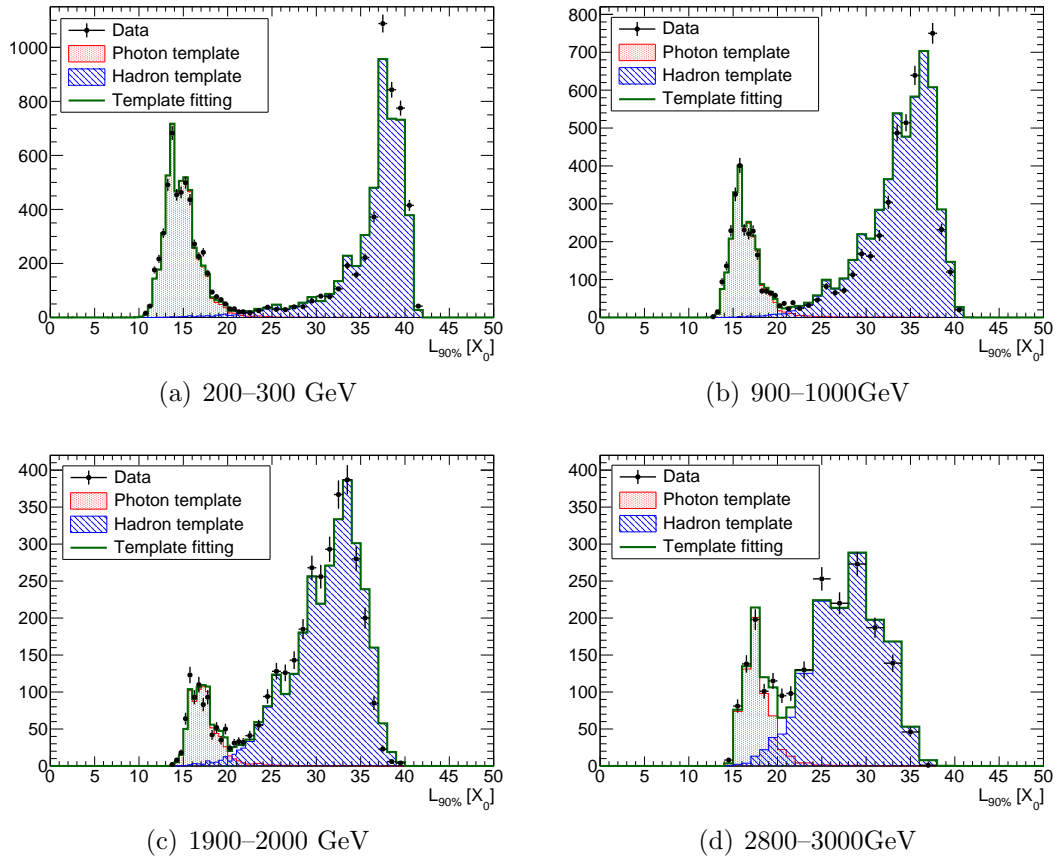 Data
Photon template
Hadron template
Template fitting
1000
800
600
400
200
0
0 5 10 15 20 25 30 35 40 45 50
L90% [X0]
(a) 200–300 GeV
800
700
600
500
400
300
200
100
0
Data
Photon template
Hadron template
Template fitting
0 5 10 15 20 25 30 35 40 45 50
L90% [X0]
(b) 900–1000GeV
400
350
300
250
200
150
100
50
0
Data
Photon template
Hadron template
Template fitting
0 5 10 15 20 25 30 35 40 45 50
L90% [X0]
(c) 1900–2000 GeV
400
350
300
250
200
150
100
50
0
Data
Photon template
Hadron template
Template fitting
0 5 10 15 20 25 30 35 40 45 50
L90% [X0]
(d) 2800–3000GeV